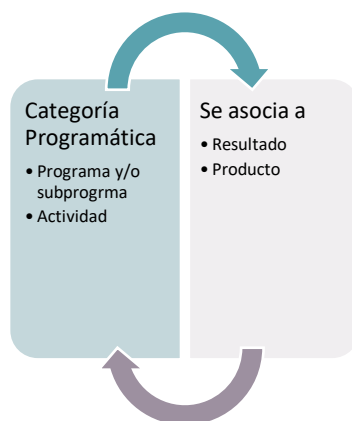 Categoría
Programática
• Programa y/o
subprogrma
• Actividad
Se asocia a
• Resultado
• Producto